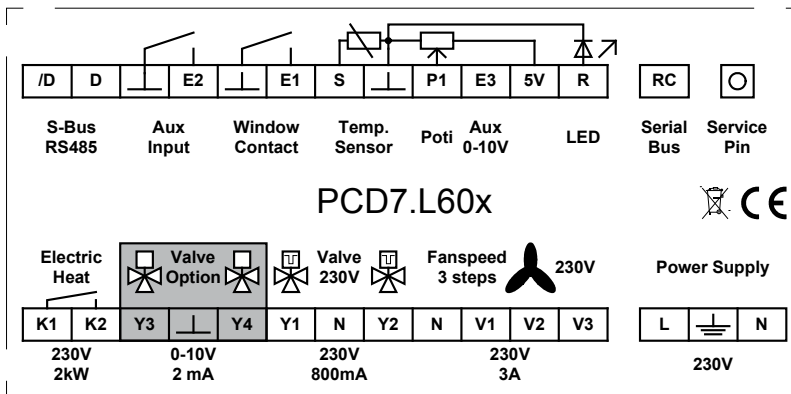 /D D E2 E1 S P1 E3 5V R RC
S-Bus Aux Window Temp. Poti Aux LED Serial Service
RS485 Input Contact Sensor 0-10V Bus Pin
PCD7.L60x
CE
Electric Valve Valve Fanspeed 230V Power Supply
Heat Option 230V 3 steps
K1 K2 Y3 Y4 Y1 N Y2 N V1 V2 V3 L N
230V 0-10V 230V 230V 230V
2kW 2 mA 800mA 3A